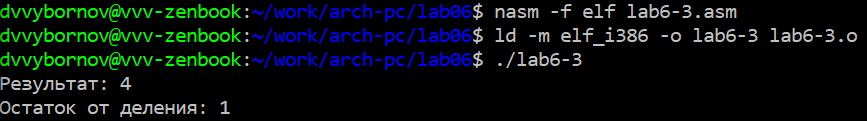 dvvybornov@vvv-zenbook:~/work/arch-pc/lab06$ nasm -f elf lab6-3.asm
dvvybornov@vvv-zenbook:~/work/arch-pc/lab06$ ld -m elf_i386 -o lab6-3 lab6-3.o
dvvybornov@vvv-zenbook:~/work/arch-pc/lab06$ ./lab6-3
Результат: 4
Остаток от деления: 1